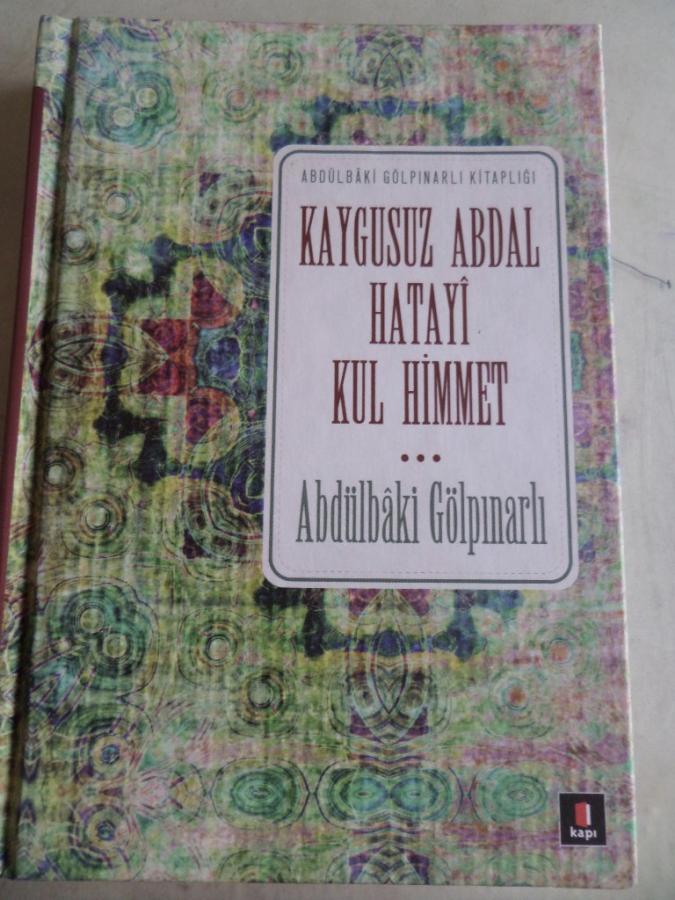 ABDÜLBÂKİ GÖLPINARLI KİTAPLIĞI
KAYGUSUZ ABDAL
HATAYÎ
KUL HİMMET
...
Abdülbâki Gölpınarlı
kapı